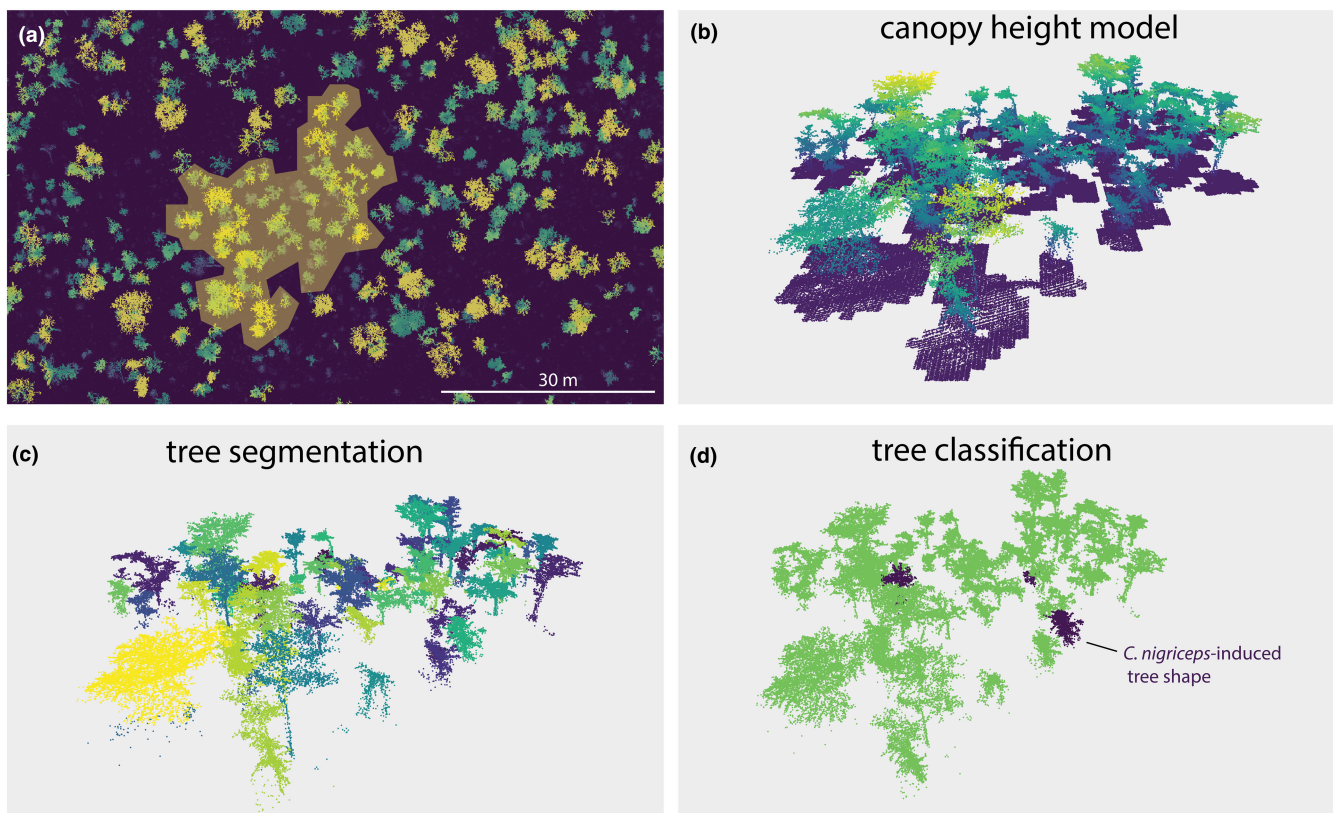 (a)
30 m
(b)
canopy height model
(c)
tree segmentation
(d)
tree classification
C. nigriceps-induced
tree shape